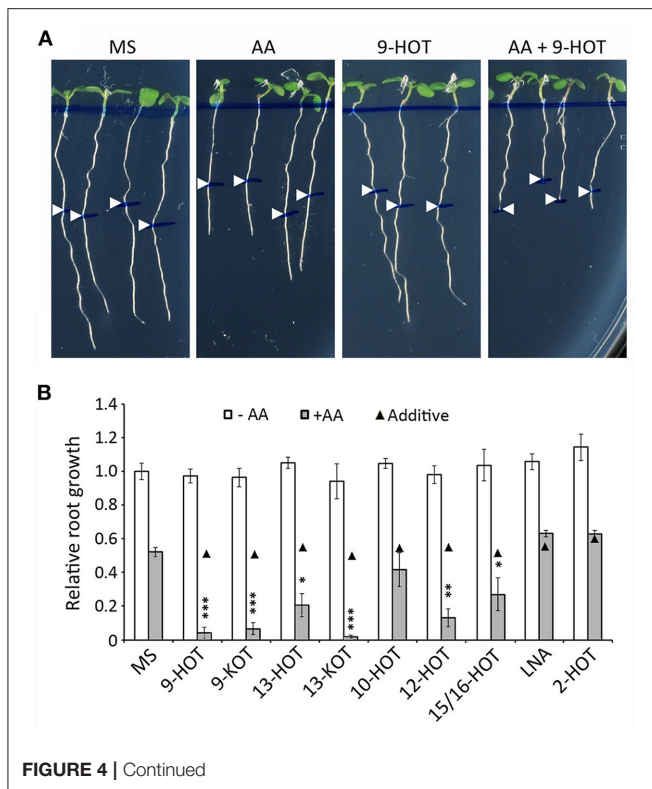 A
MS AA 9-HOT AA + 9-HOT
B
1.4
1.2
1.0
0.8
0.6
0.4
0.2
0
Relative root growth
- AA +AA Additive
*** *** * *** ** *
MS 9-HOT 9-KOT 13-HOT 13-KOT 10-HOT 12-HOT 15/16-HOT LNA 2-HOT
FIGURE 4 | Continued